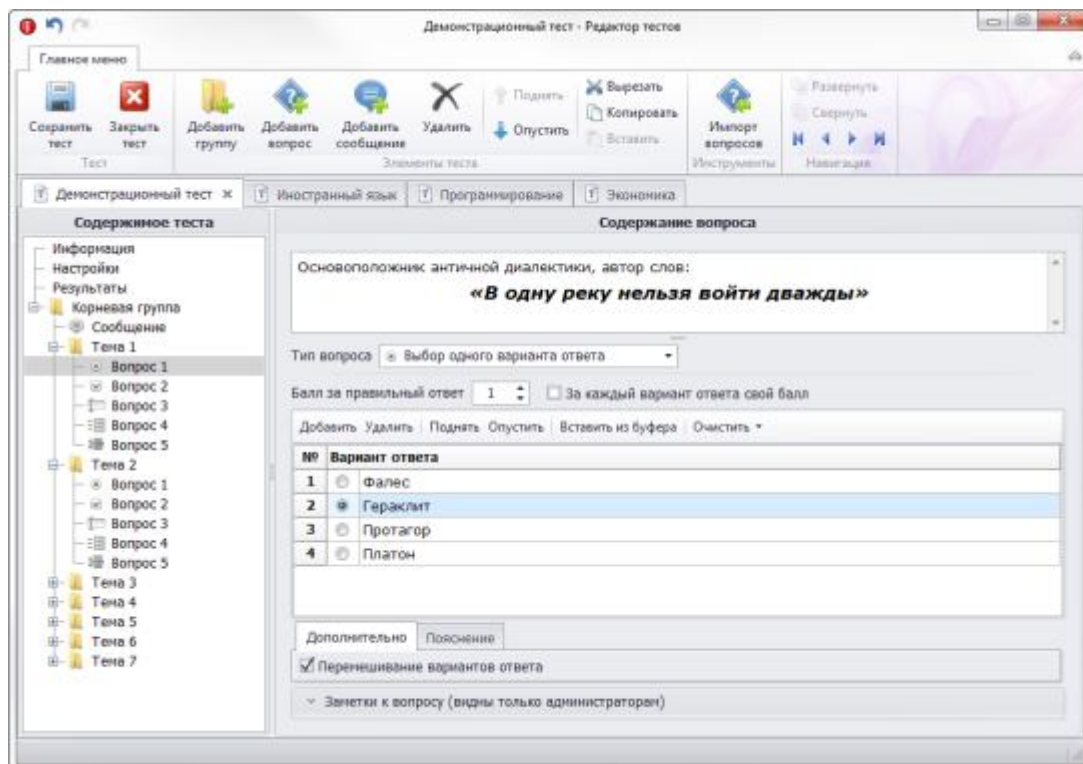 Демонстрационный тест - Редактор тестов
Главное меню
Сохранить тест
Закрыть тест
Добавить группу
Добавить вопрос
Добавить сообщение
Удалить
Поднять
Опустить
Вырезать
Копировать
Вставить
Импорт вопросов
Развернуть
Свернуть
Тест
Элементы теста
Инструменты
Навигация
Демонстрационный тест
Иностранный язык
Программирование
Экономика
Содержимое теста
Информация
Настройки
Результаты
Корневая группа
Сообщение
Тема 1
Вопрос 1
Вопрос 2
Вопрос 3
Вопрос 4
Вопрос 5
Тема 2
Вопрос 1
Вопрос 2
Вопрос 3
Вопрос 4
Вопрос 5
Тема 3
Тема 4
Тема 5
Тема 6
Тема 7
Содержание вопроса
Основоположник античной диалектики, автор слов:
«В одну реку нельзя войти дважды»
Тип вопроса Выбор одного варианта ответа
Балл за правильный ответ 1 За каждый вариант ответа свой балл
Добавить Удалить Поднять Опустить Вставить из буфера Очистить
№ Вариант ответа
1 Фалес
2 Гераклит
3 Протагор
4 Платон
Дополнительно Пояснение
Перемешивание вариантов ответа
Заметки к вопросу (видны только администраторам)